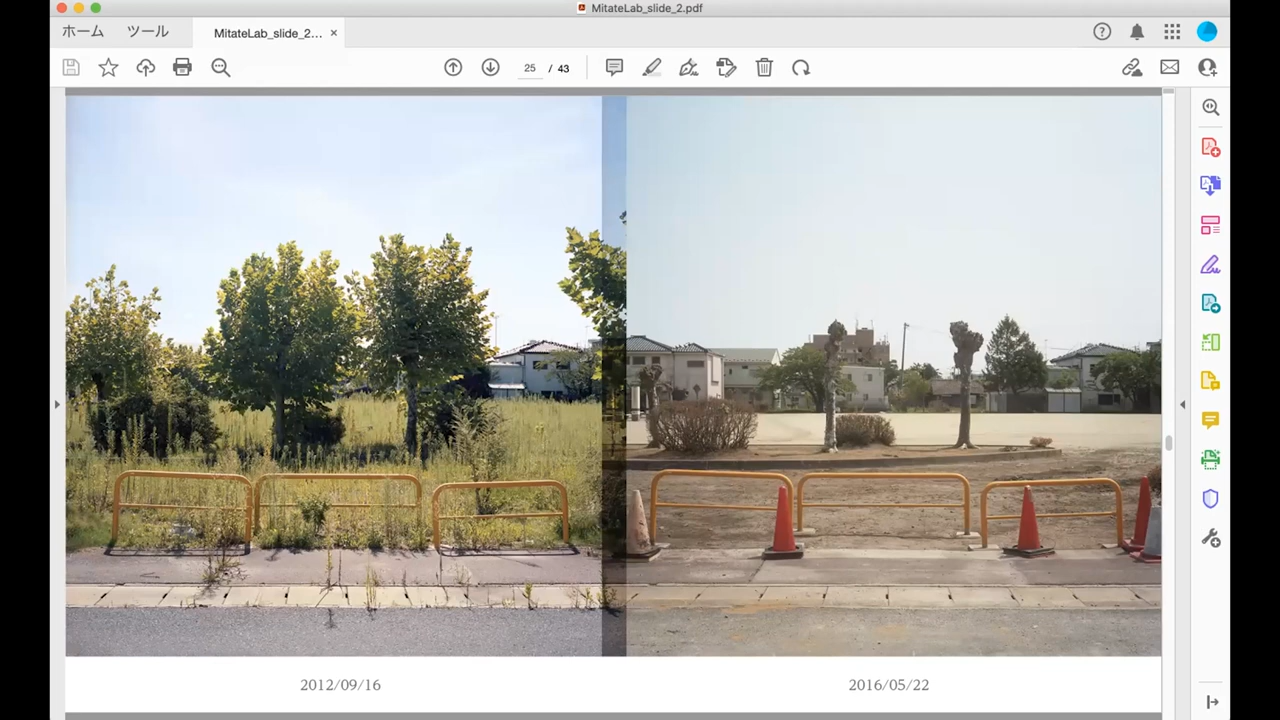 MitateLab_slide_2.pdf
ホーム ツール MitateLab_slide_2... ×
25 / 43
2012/09/16 2016/05/22